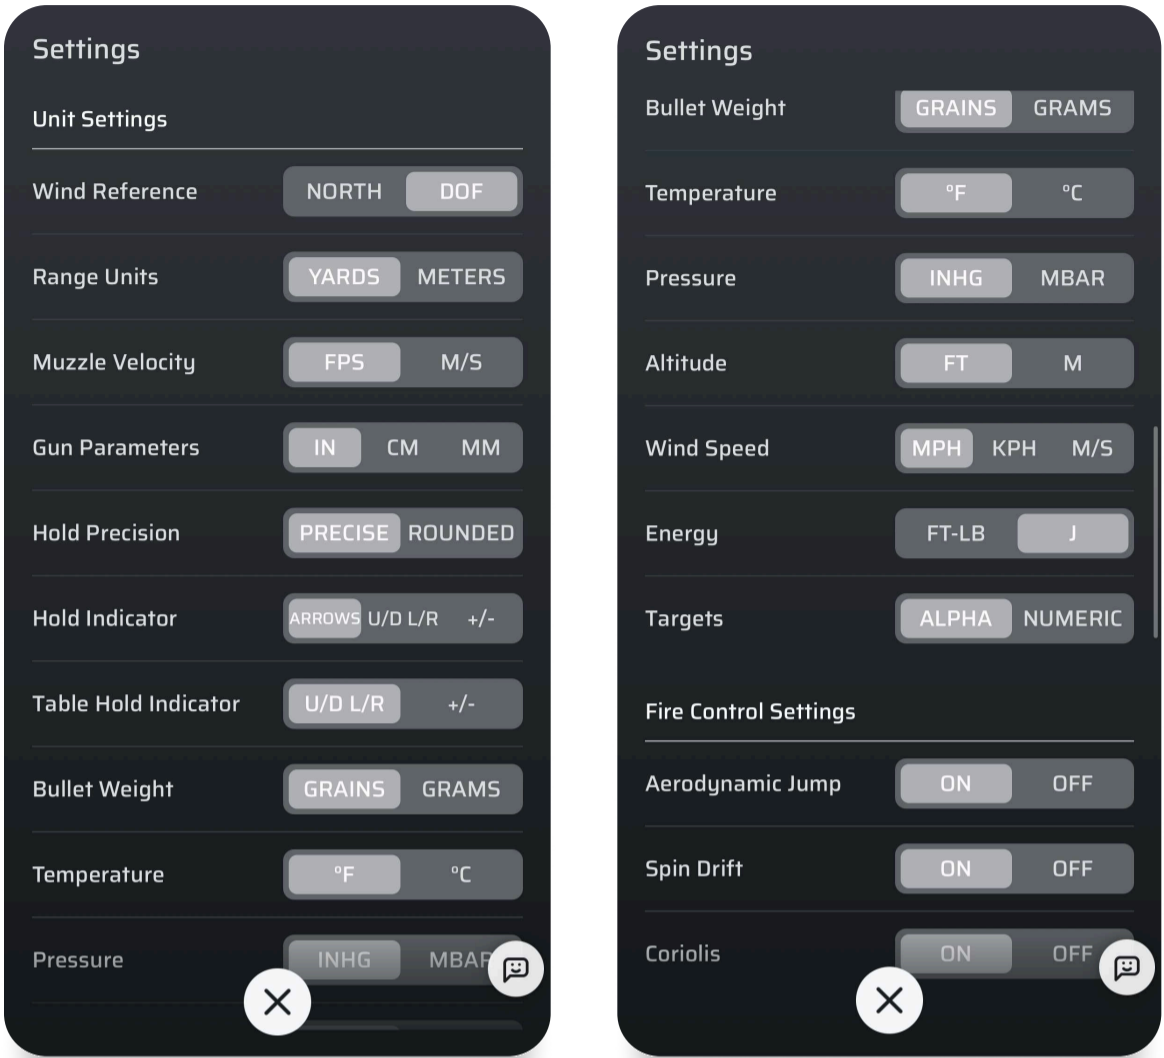 Settings
Unit Settings
Wind Reference NORTH DOF
Range Units YARDS METERS
Muzzle Velocity FPS M/S
Gun Parameters IN CM MM
Hold Precision PRECISE ROUNDED
Hold Indicator ARROWS U/D L/R +/-
Table Hold Indicator U/D L/R +/-
Bullet Weight GRAINS GRAMS
Temperature °F °C
Pressure INHG MBAR
Settings
Bullet Weight GRAINS GRAMS
Temperature °F °C
Pressure INHG MBAR
Altitude FT M
Wind Speed MPH KPH M/S
Energy FT-LB J
Targets ALPHA NUMERIC
Fire Control Settings
Aerodynamic Jump ON OFF
Spin Drift ON OFF
Coriolis ON OFF